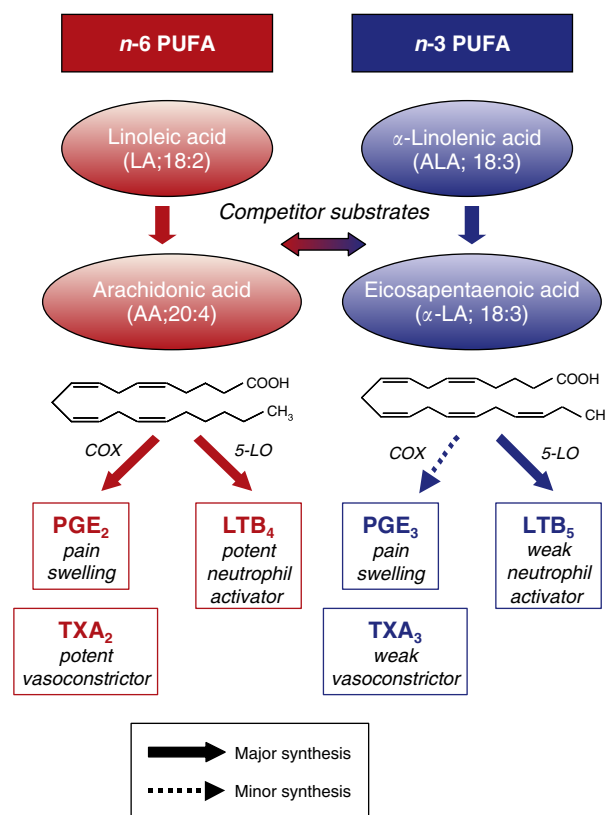 n-6 PUFA
n-3 PUFA
Linoleic acid
(LA;18:2)
α-Linolenic acid
(ALA; 18:3)
Competitor substrates
Arachidonic acid
(AA;20:4)
Eicosapentaenoic acid
(α-LA; 18:3)
COOH
CH₃
COOH
CH
COX
5-LO
COX
5-LO
PGE₂
pain
swelling
LTB₄
potent
neutrophil
activator
PGE₃
pain
swelling
LTB₅
weak
neutrophil
activator
TXA₂
potent
vasoconstrictor
TXA₃
weak
vasoconstrictor
Major synthesis
Minor synthesis